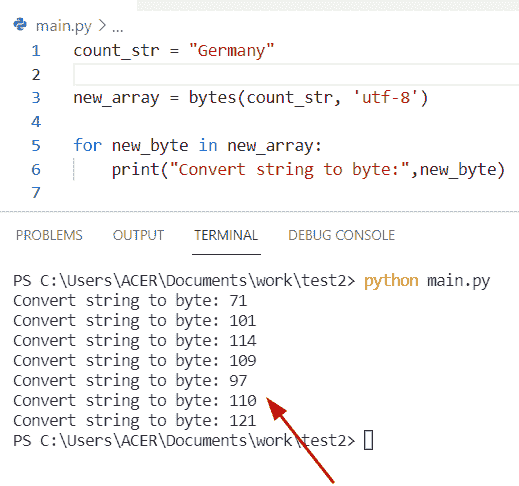 main.py > ...
1 count_str = "Germany"
2
3 new_array = bytes(count_str, 'utf-8')
4
5 for new_byte in new_array:
6     print("Convert string to byte:",new_byte)
7
PROBLEMS OUTPUT TERMINAL DEBUG CONSOLE
PS C:\Users\ACER\Documents\work\test2> python main.py
Convert string to byte: 71
Convert string to byte: 101
Convert string to byte: 114
Convert string to byte: 109
Convert string to byte: 97
Convert string to byte: 110
Convert string to byte: 121
PS C:\Users\ACER\Documents\work\test2>